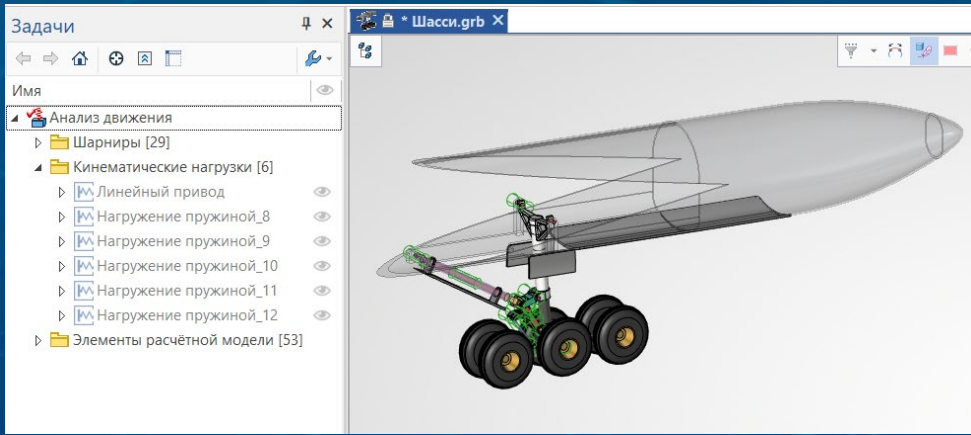 Задачи
* Шасси.grb
Имя
Анализ движения
Шарниры [29]
Кинематические нагрузки [6]
Линейный привод
Нагружение пружиной_8
Нагружение пружиной_9
Нагружение пружиной_10
Нагружение пружиной_11
Нагружение пружиной_12
Элементы расчётной модели [53]